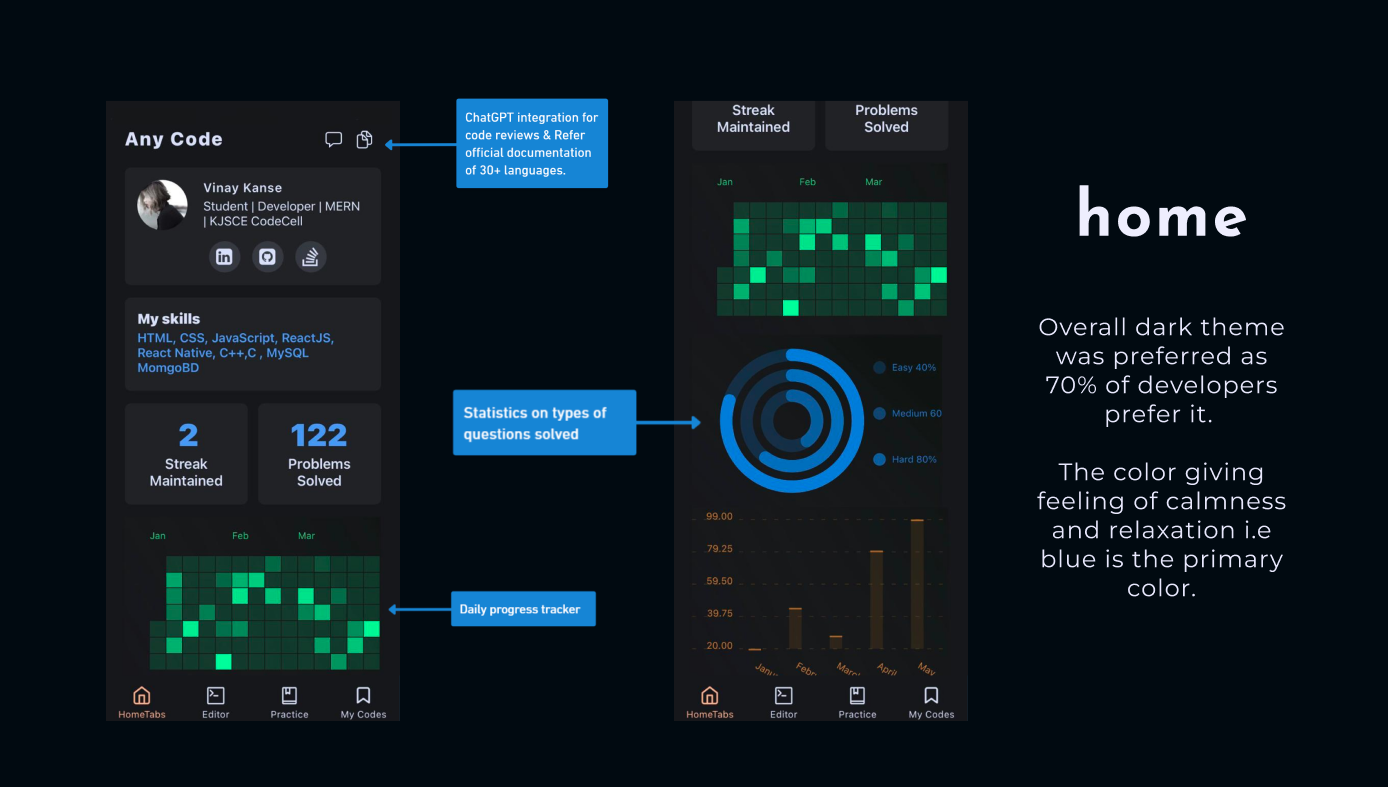 Any Code
Vinay Kanse
Student | Developer | MERN
| KJSCE CodeCell
My skills
HTML, CSS, JavaScript, ReactJS,
React Native, C++,C , MySQL
MomgoBD
2
Streak
Maintained
122
Problems
Solved
Jan Feb Mar
HomeTabs Editor Practice My Codes
ChatGPT integration for
code reviews & Refer
official documentation
of 30+ languages.
Statistics on types of
questions solved
Daily progress tracker
Streak
Maintained
Problems
Solved
Jan Feb Mar
Easy 40%
Medium 60
Hard 80%
99.00
79.25
59.50
39.75
20.00
April
May
HomeTabs Editor Practice My Codes
home
Overall dark theme
was preferred as
70% of developers
prefer it.
The color giving
feeling of calmness
and relaxation i.e
blue is the primary
color.